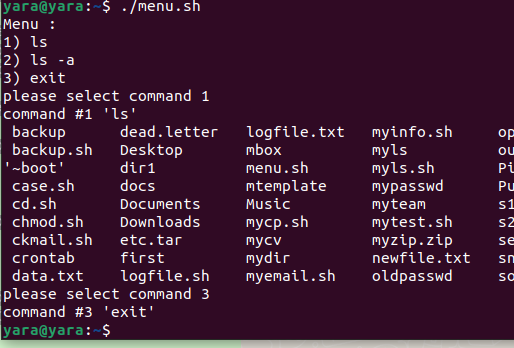 yara@yara:~$ ./menu.sh
Menu :
1) ls
2) ls -a
3) exit
please select command 1
command #1 'ls'
 backup      dead.letter   logfile.txt   myinfo.sh     op
 backup.sh   Desktop       mbox          myls          ou
'~boot'      dir1          menu.sh       myls.sh       Pi
 case.sh     docs          mtemplate     mypasswd      Pu
 cd.sh       Documents     Music         myteam        s1
 chmod.sh    Downloads     mycp.sh       mytest.sh     s2
 ckmail.sh   etc.tar       mycv          myzip.zip     se
 crontab     first         mydir         newfile.txt   sn
 data.txt    logfile.sh    myemail.sh    oldpasswd     so
please select command 3
command #3 'exit'
yara@yara:~$